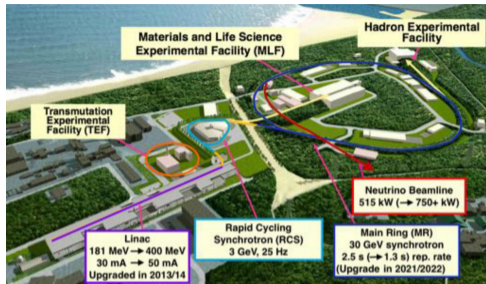 Hadron Experimental
Facility
Materials and Life Science
Experimental Facility (MLF)
Transmutation
Experimental
Facility (TEF)
Neutrino Beamline
515 kW (→ 750+ kW)
Linac
181 MeV → 400 MeV
30 mA → 50 mA
Upgraded in 2013/14
Rapid Cycling
Synchrotron (RCS)
3 GeV, 25 Hz
Main Ring (MR)
30 GeV synchrotron
2.5 s (→1.3 s) rep. rate
(Upgrade in 2021/2022)